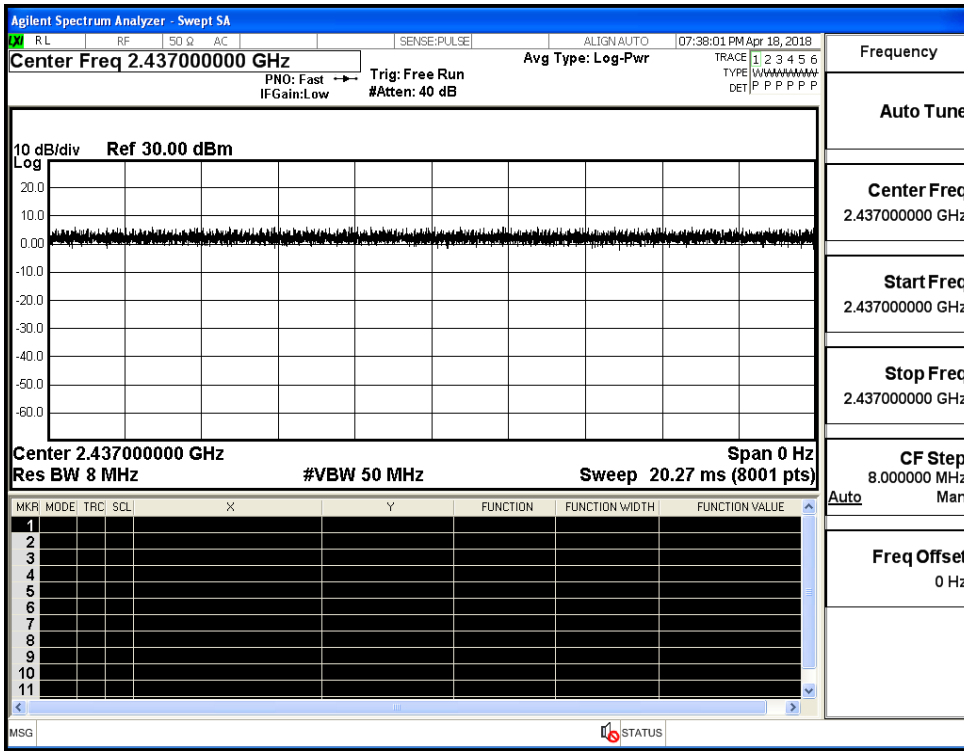 Agilent Spectrum Analyzer - Swept SA
LXI RL RF 50 Ω AC SENSE:PULSE ALIGN AUTO 07:38:01 PM Apr 18, 2018
Center Freq 2.437000000 GHz
PNO: Fast
IFGain:Low
Trig: Free Run
#Atten: 40 dB
Avg Type: Log-Pwr
TRACE 1 2 3 4 5 6
TYPE
DET P P P P P P
10 dB/div Ref 30.00 dBm
Log
20.0
10.0
0.00
-10.0
-20.0
-30.0
-40.0
-50.0
-60.0
Center 2.437000000 GHz Span 0 Hz
Res BW 8 MHz #VBW 50 MHz Sweep 20.27 ms (8001 pts)
MKR MODE TRC SCL X Y FUNCTION FUNCTION WIDTH FUNCTION VALUE
1
2
3
4
5
6
7
8
9
10
11
MSG STATUS
Frequency
Auto Tune
Center Freq
2.437000000 GHz
Start Freq
2.437000000 GHz
Stop Freq
2.437000000 GHz
CF Step
8.000000 MHz
Auto Man
Freq Offset
0 Hz